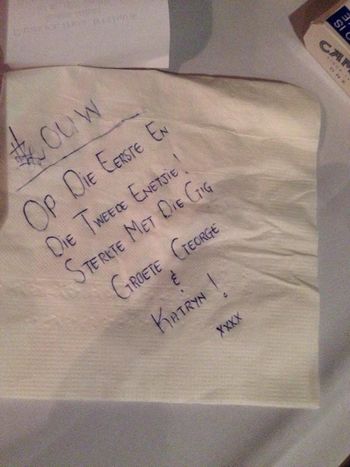 #LOUW
OP DIE EERSTE EN
DIE TWEEDE ENETJIE!
STERKTE MET DIE GIG
GROETE GEORGE
&
KATRYN!
xxxx